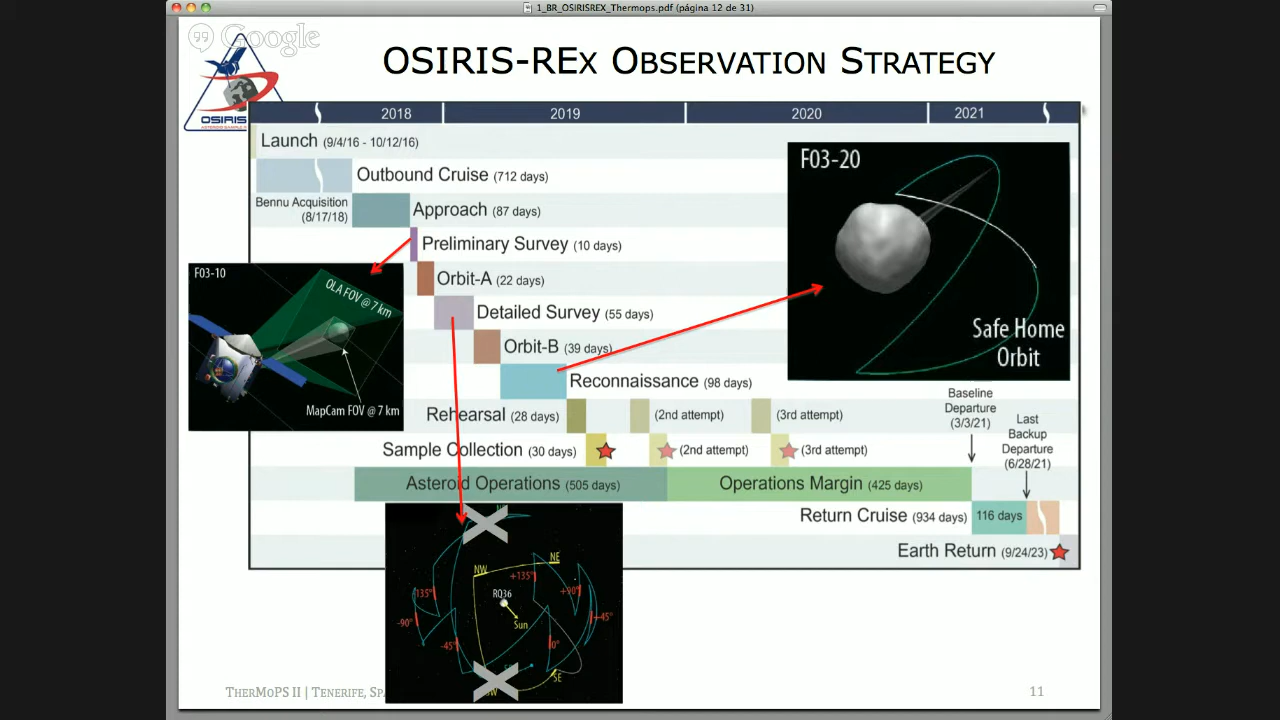 1_BR_OSIRISREX_Thermops.pdf (página 12 de 31)
Google
OSIRIS-REx Observation Strategy
OSIRIS
2018 2019 2020 2021
Launch (9/4/16 - 10/12/16)
Outbound Cruise (712 days)
Bennu Acquisition
(8/17/18)
Approach (87 days)
Preliminary Survey (10 days)
Orbit-A (22 days)
Detailed Survey (55 days)
Orbit-B (39 days)
Reconnaissance (98 days)
Rehearsal (28 days) (2nd attempt) (3rd attempt)
Sample Collection (30 days) (2nd attempt) (3rd attempt)
Asteroid Operations (505 days) Operations Margin (425 days)
Return Cruise (934 days) 116 days
Earth Return (9/24/23)
Baseline
Departure
(3/3/21)
Last
Backup
Departure
(6/28/21)
F03-20
Safe Home
Orbit
F03-10
OLA FOV @ 7 km
MapCam FOV @ 7 km
NW
NE
+135°
135°
+90°
RQ36
-90°
Sun
+45°
-45°
0°
SE
TherMoPS II | Tenerife,
11